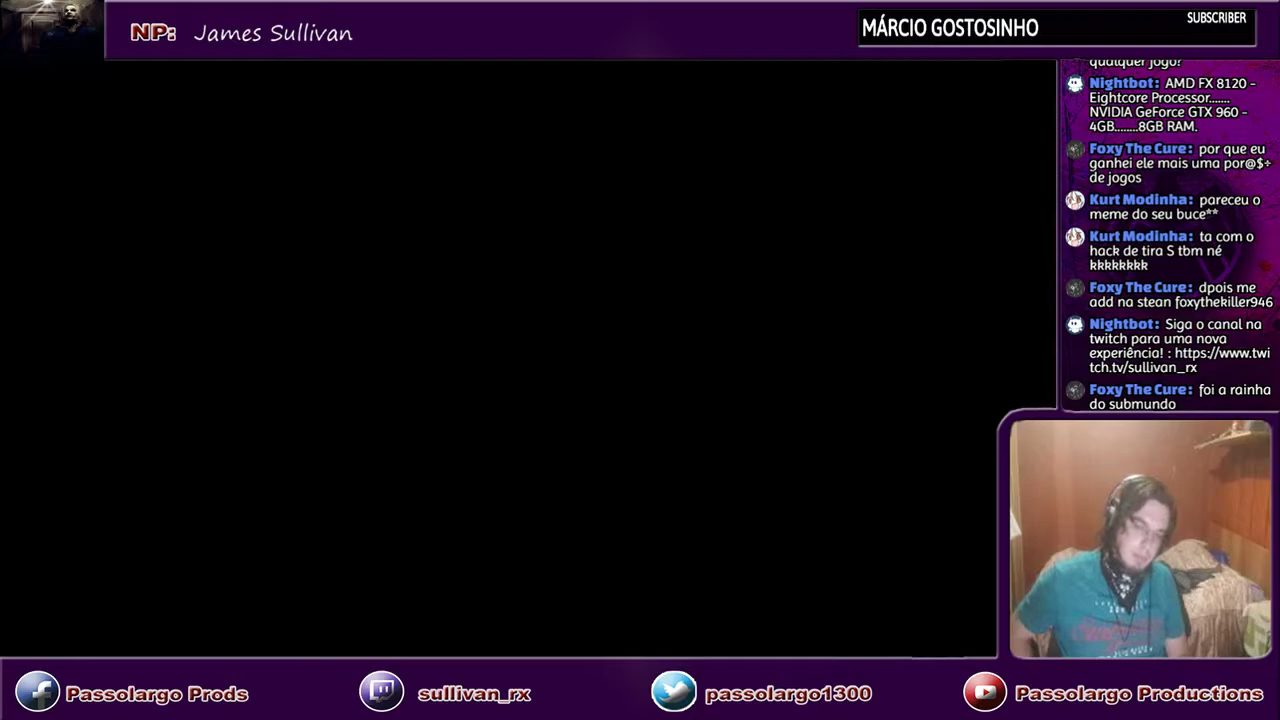 NP: James Sullivan
MÁRCIO GOSTOSINHO
SUBSCRIBER
qualquer jogo?
Nightbot: AMD FX 8120 -
Eightcore Processor.......
NVIDIA GeForce GTX 960 -
4GB........8GB RAM.
Foxy The Cure: por que eu
ganhei ele mais uma por@$÷
de jogos
Kurt Modinha: pareceu o
meme do seu buce**
Kurt Modinha: ta com o
hack de tira S tbm né
kkkkkkkk
Foxy The Cure: dpois me
add na stean foxythekiller946
Nightbot: Siga o canal na
twitch para uma nova
experiência! : https://www.twi
tch.tv/sullivan_rx
Foxy The Cure: foi a rainha
do submundo
Passolargo Prods
sullivan_rx
passolargo1300
Passolargo Productions